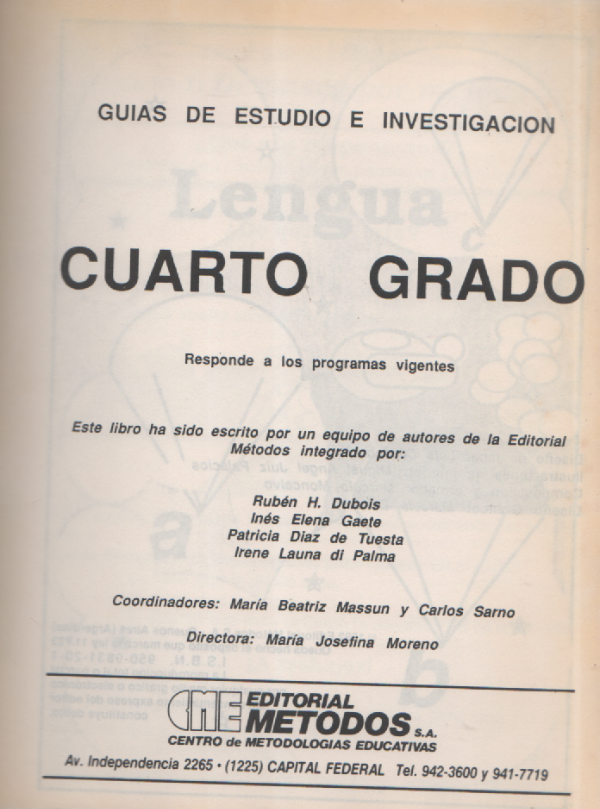 GUIAS DE ESTUDIO E INVESTIGACION
Lengua
CUARTO GRADO
Responde a los programas vigentes
Este libro ha sido escrito por un equipo de autores de la Editorial
Métodos integrado por:
Rubén H. Dubois
Inés Elena Gaete
Patricia Diaz de Tuesta
Irene Launa di Palma
Coordinadores: María Beatriz Massun y Carlos Sarno
Directora: María Josefina Moreno
CME EDITORIAL
METODOS S.A.
CENTRO de METODOLOGIAS EDUCATIVAS
Av. Independencia 2265 • (1225) CAPITAL FEDERAL Tel. 942-3600 y 941-7719